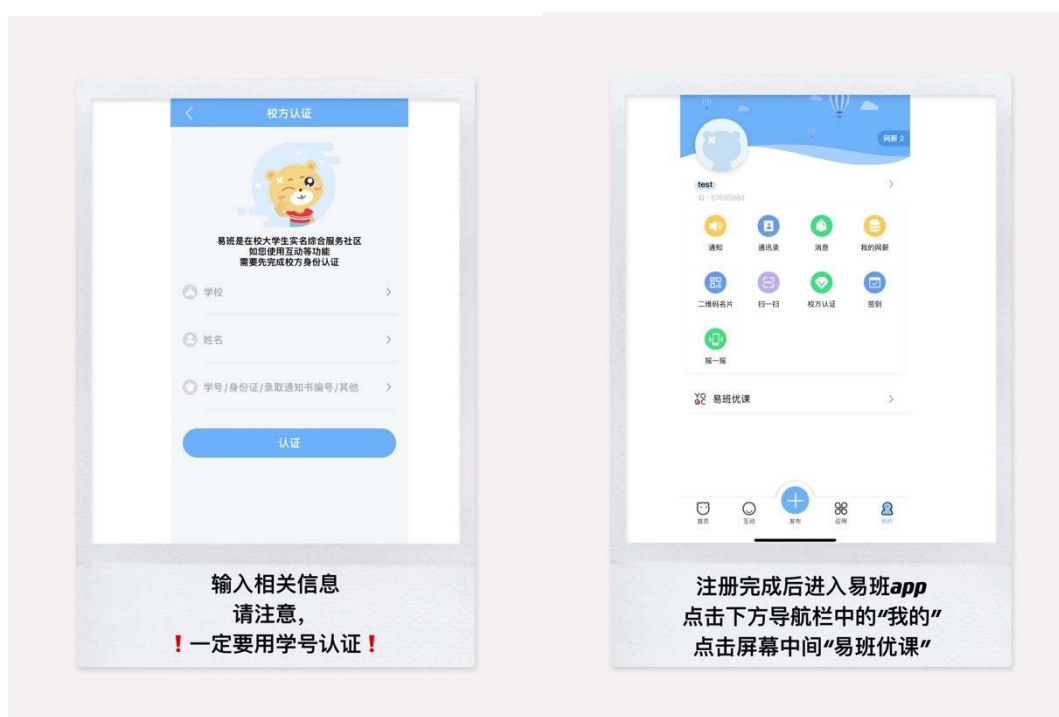 校方认证
易班是在校大学生实名综合服务社区
如您使用互动等功能
需要先完成校方身份认证
学校
姓名
学号/身份证/录取通知书编号/其他
认证
输入相关信息
请注意,
❗一定要用学号认证❗
网薪 2
test
通知 通讯录 消息 我的网薪
二维码名片 扫一扫 校方认证 签到
摇一摇
易班优课
首页 互动 发布 应用 我的
注册完成后进入易班app
点击下方导航栏中的“我的”
点击屏幕中间“易班优课”